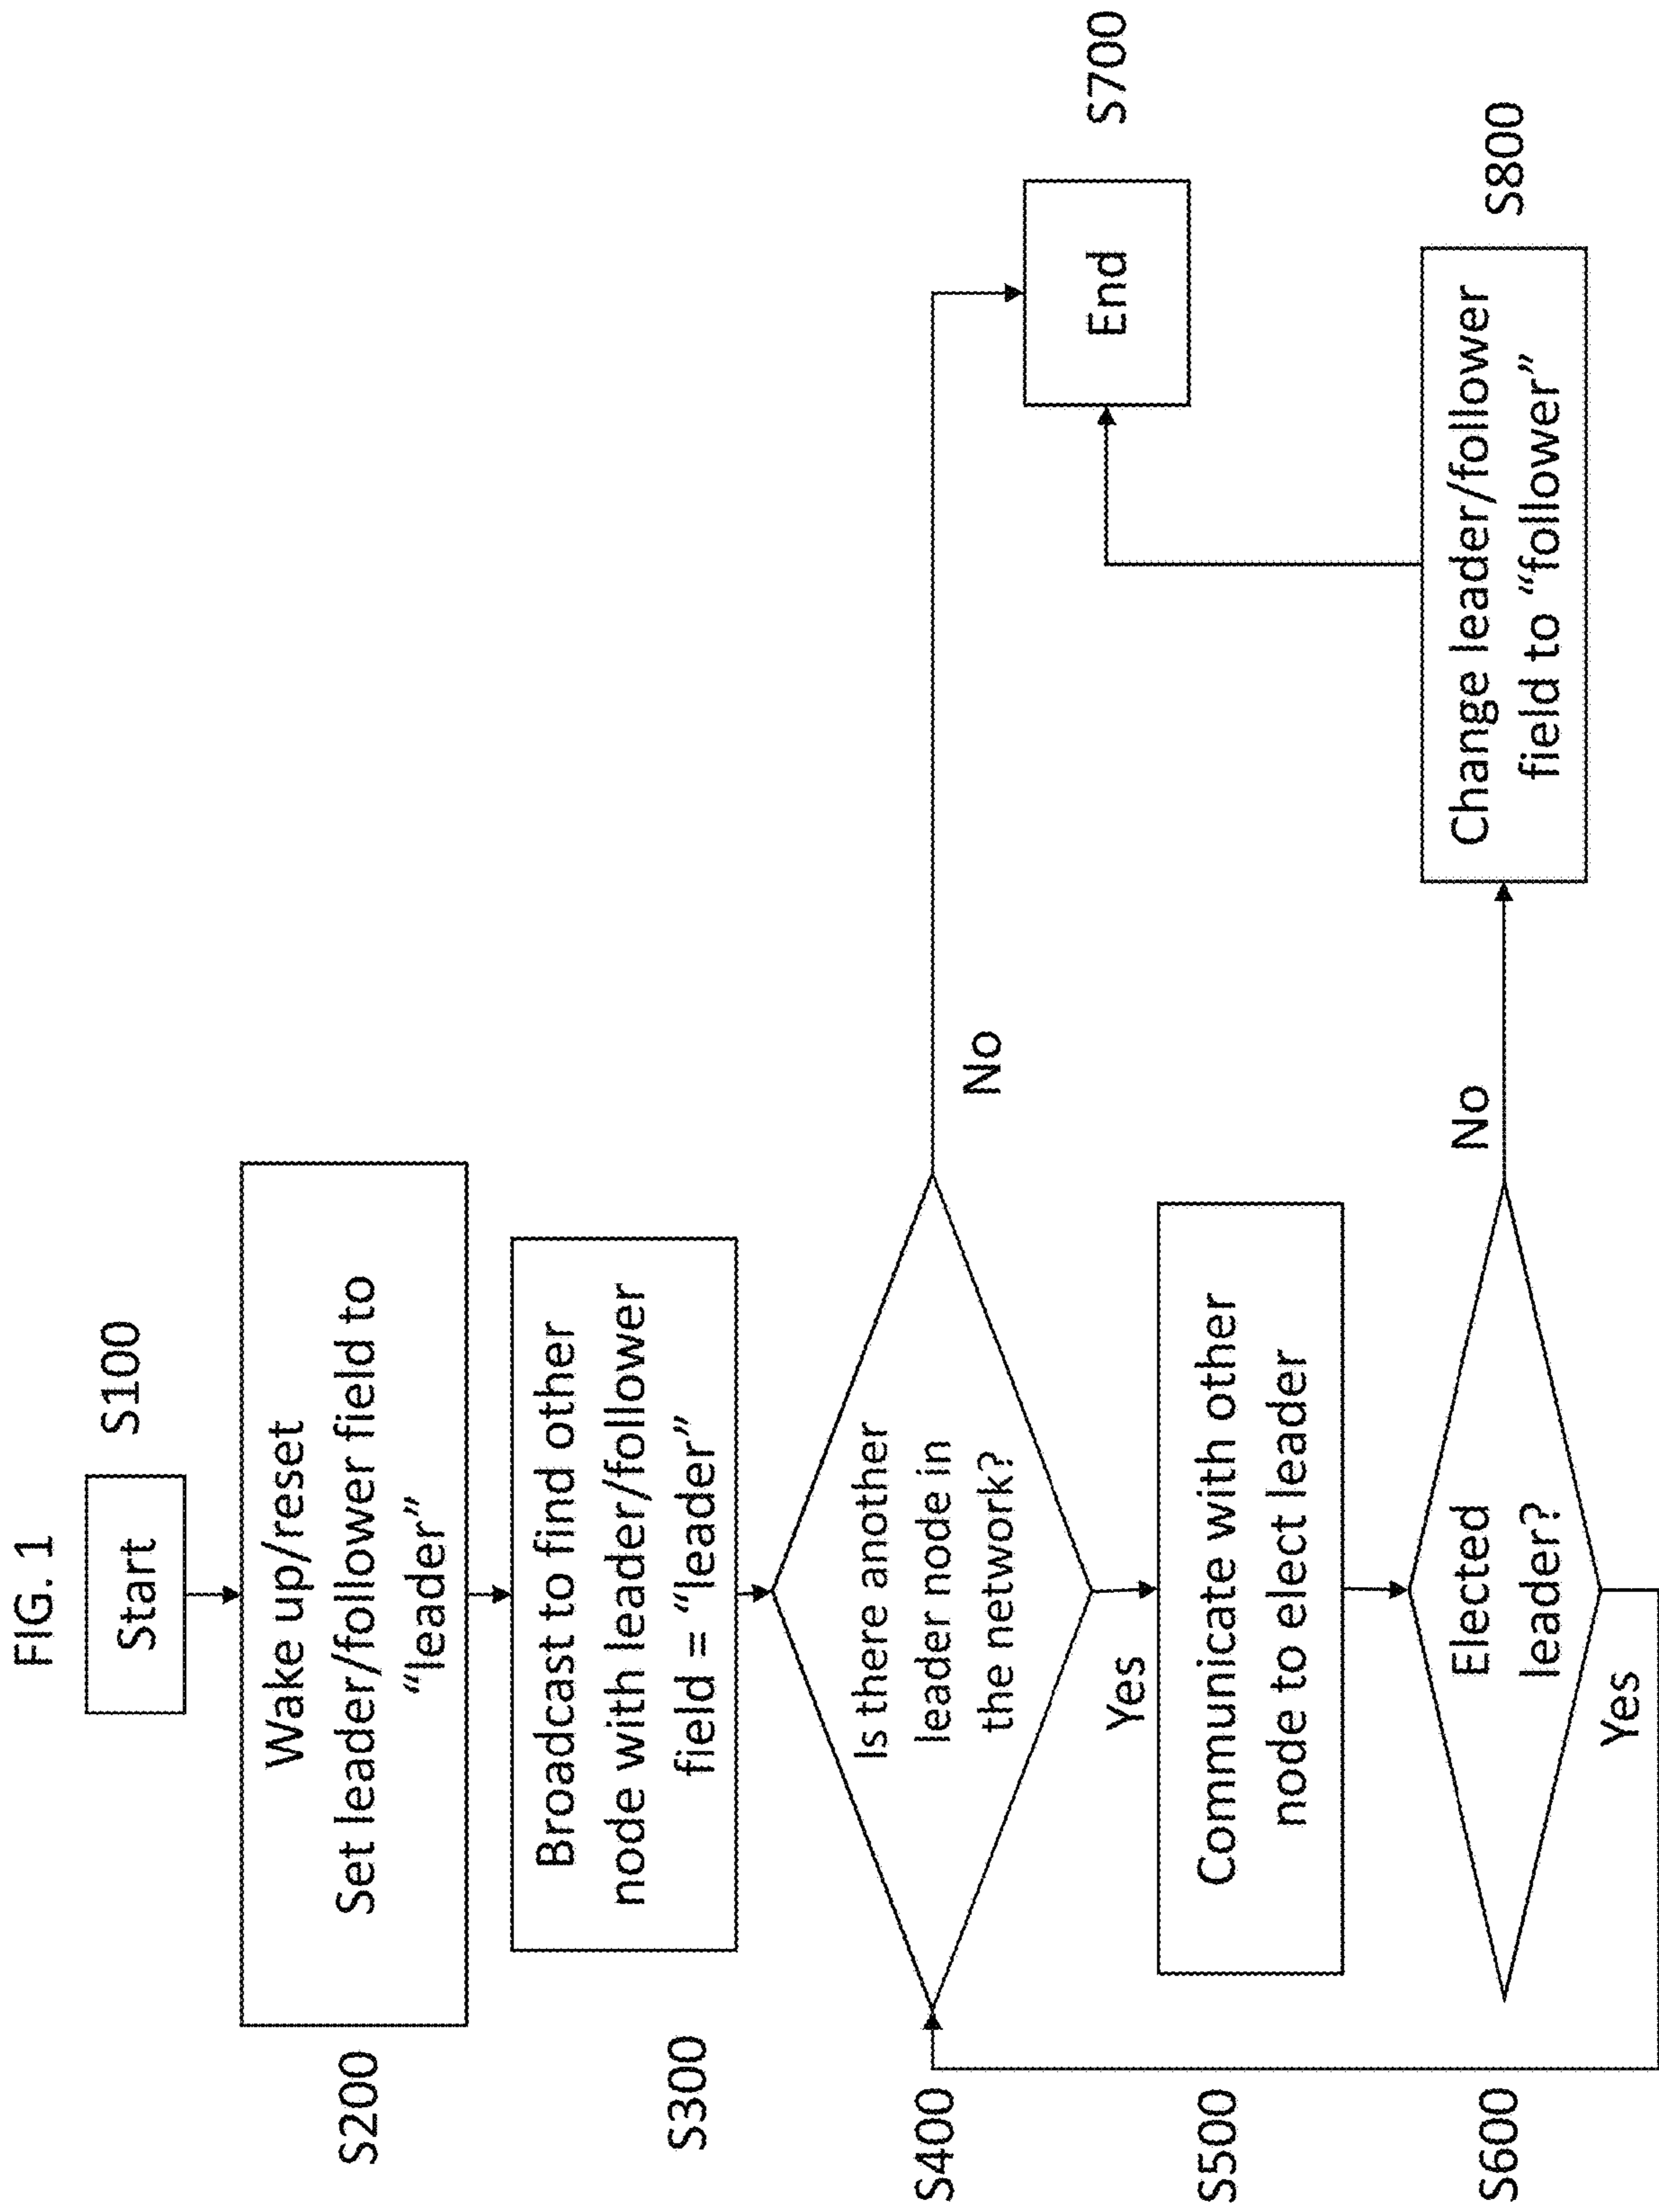 FIG. 1
Start
S100
Wake up/reset
Set leader/follower field to
“leader”
S200
Broadcast to find other
node with leader/follower
field = “leader”
S300
Is there another
leader node in
the network?
S400
No
Yes
End
S700
Communicate with other
node to elect leader
S500
Elected
leader?
S600
No
Yes
Change leader/follower
field to “follower”
S800